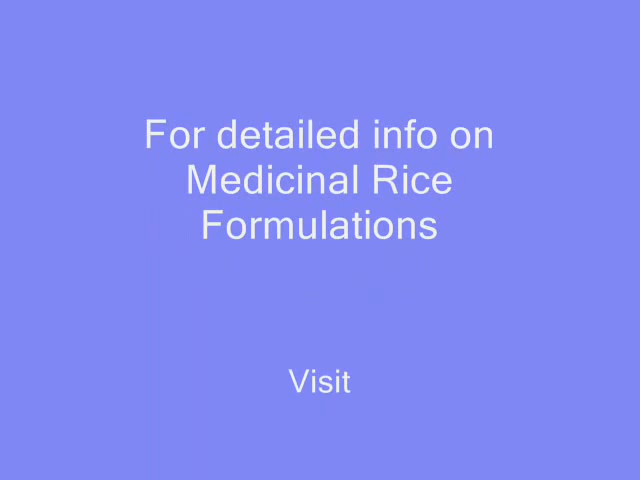 For detailed info on
Medicinal Rice
Formulations
Visit